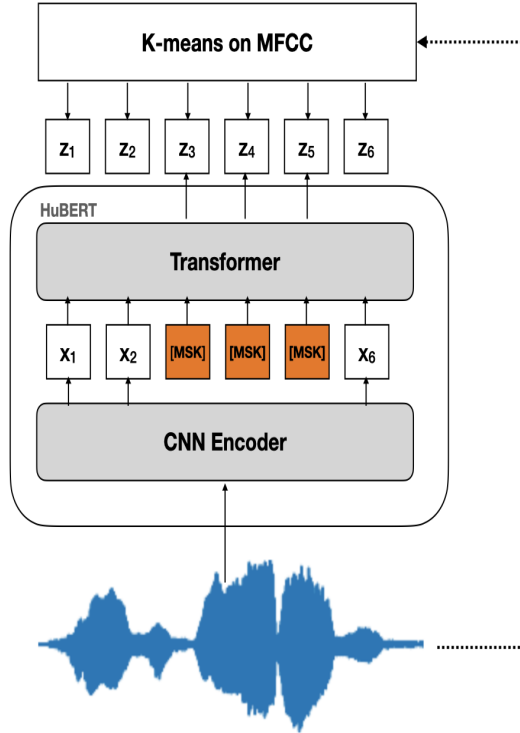 K-means on MFCC
z1 z2 z3 z4 z5 z6
HuBERT
Transformer
x1 x2 [MSK] [MSK] [MSK] x6
CNN Encoder